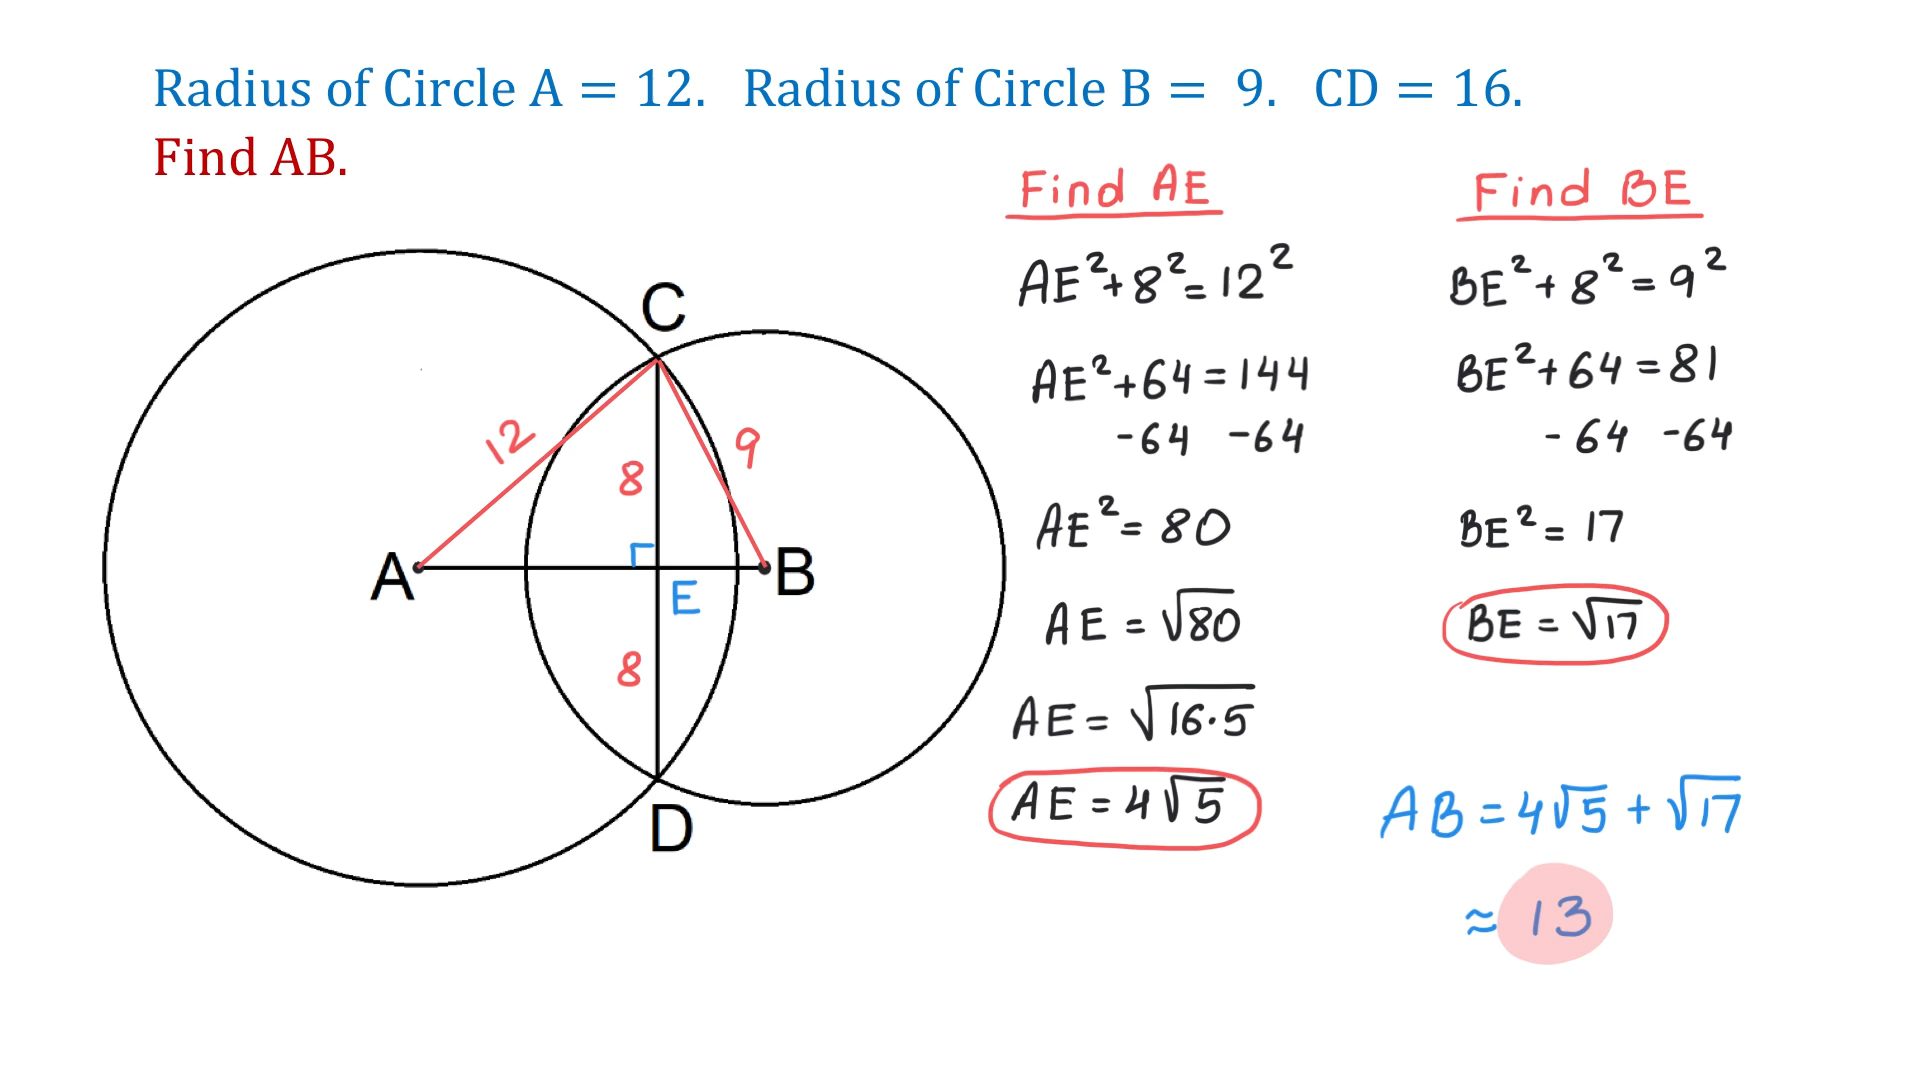 Radius of Circle A = 12. Radius of Circle B = 9. CD = 16.
Find AB.
Find AE
AE² + 8² = 12²
AE² + 64 = 144
-64 -64
AE² = 80
AE = √80
AE = √16·5
AE = 4√5
Find BE
BE² + 8² = 9²
BE² + 64 = 81
-64 -64
BE² = 17
BE = √17
AB = 4√5 + √17
≈ 13
C
12
9
8
A
B
E
8
D